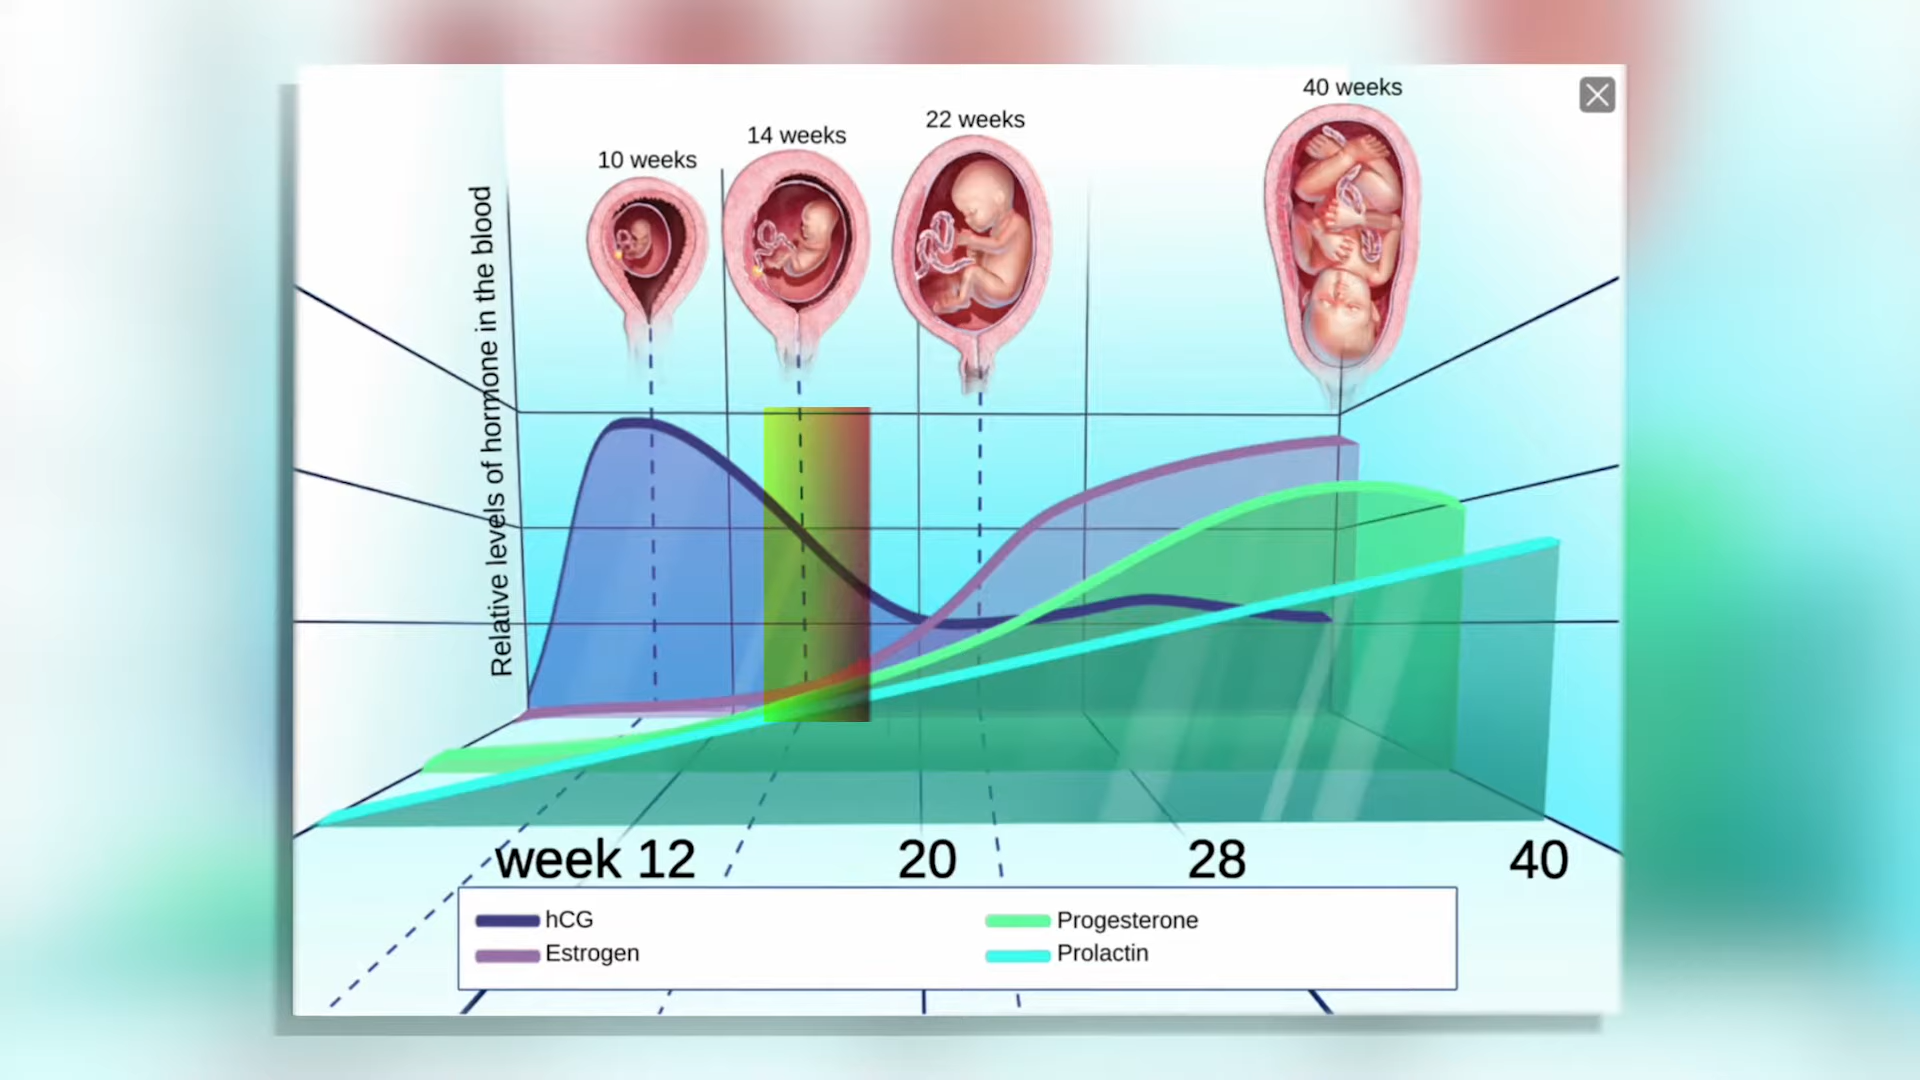 40 weeks
22 weeks
14 weeks
10 weeks
Relative levels of hormone in the blood
week 12 20 28 40
hCG Progesterone
Estrogen Prolactin